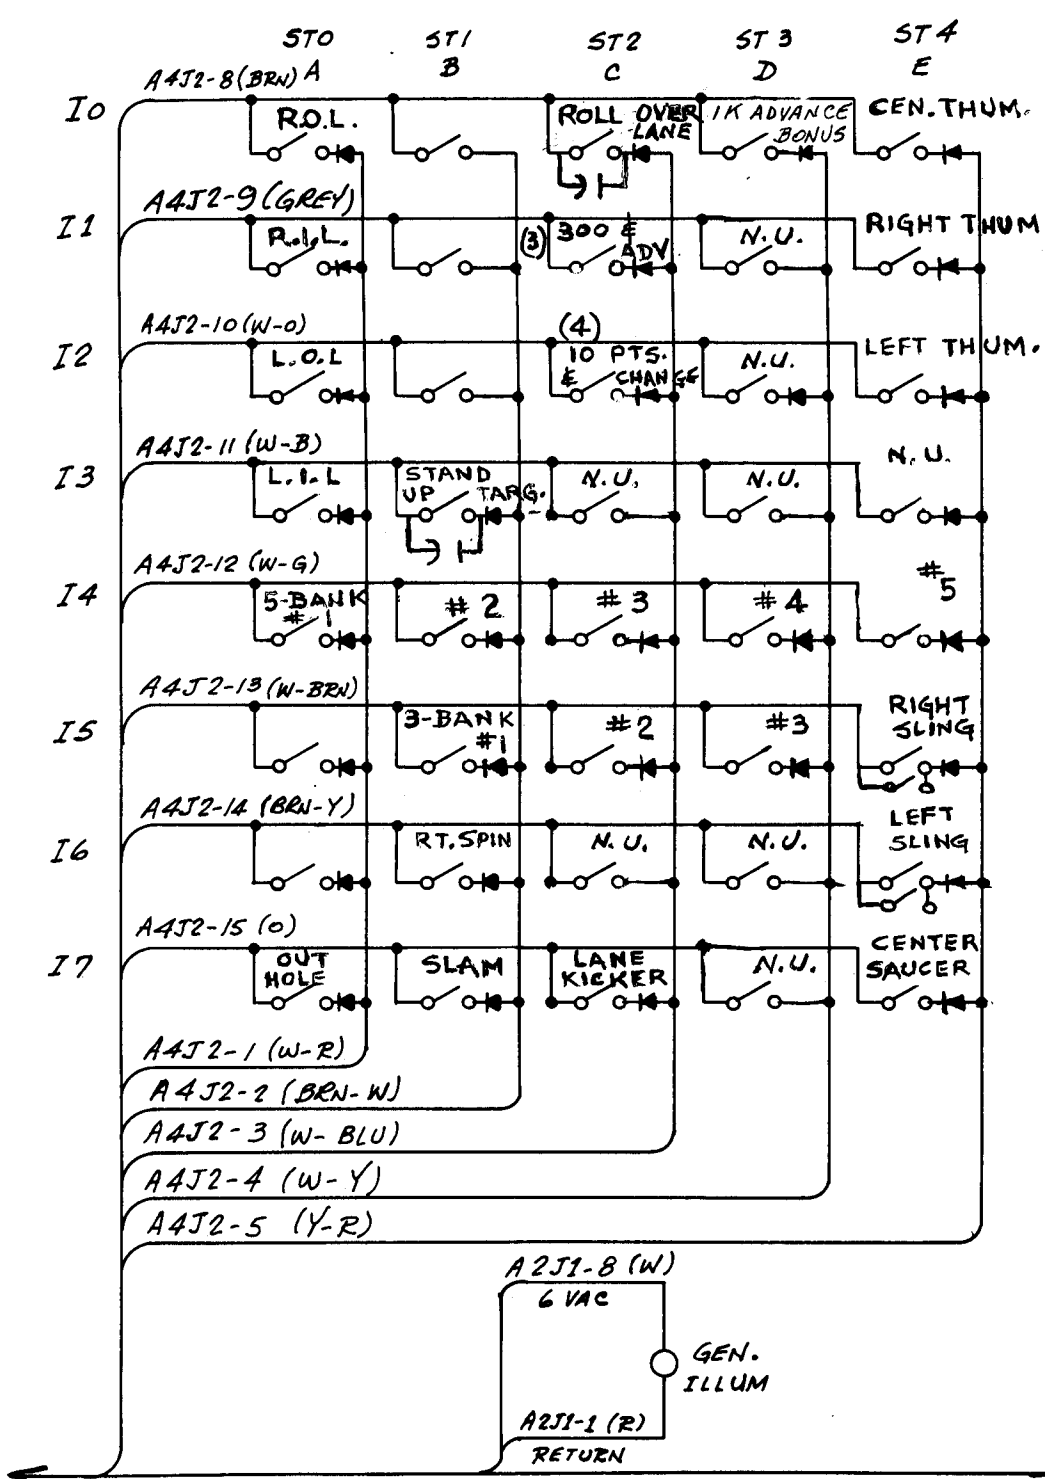 ST0 ST1 ST2 ST3 ST4
A B C D E
A4J2-8 (BRN)
I0
R.O.L.
ROLL OVER
LANE
1K ADVANCE
BONUS
CEN. THUM.
A4J2-9 (GREY)
I1
R.I.L.
(3) 300 &
ADV
N.U.
RIGHT THUM
A4J2-10 (W-O)
I2
L.O.L
(4)
10 PTS.
& CHANGE
N.U.
LEFT THUM.
A4J2-11 (W-B)
I3
L.I.L
STAND
UP TARG.
N.U.
N.U.
N.U.
A4J2-12 (W-G)
I4
5-BANK
#1
#2
#3
#4
#5
A4J2-13 (W-BRN)
I5
3-BANK
#1
#2
#3
RIGHT
SLING
A4J2-14 (BRN-Y)
I6
RT. SPIN
N.U.
N.U.
LEFT
SLING
A4J2-15 (O)
I7
OUT
HOLE
SLAM
LANE
KICKER
N.U.
CENTER
SAUCER
A4J2-1 (W-R)
A4J2-2 (BRN-W)
A4J2-3 (W-BLU)
A4J2-4 (W-Y)
A4J2-5 (Y-R)
A2J1-8 (W)
6 VAC
GEN.
ILLUM
A2J1-1 (R)
RETURN